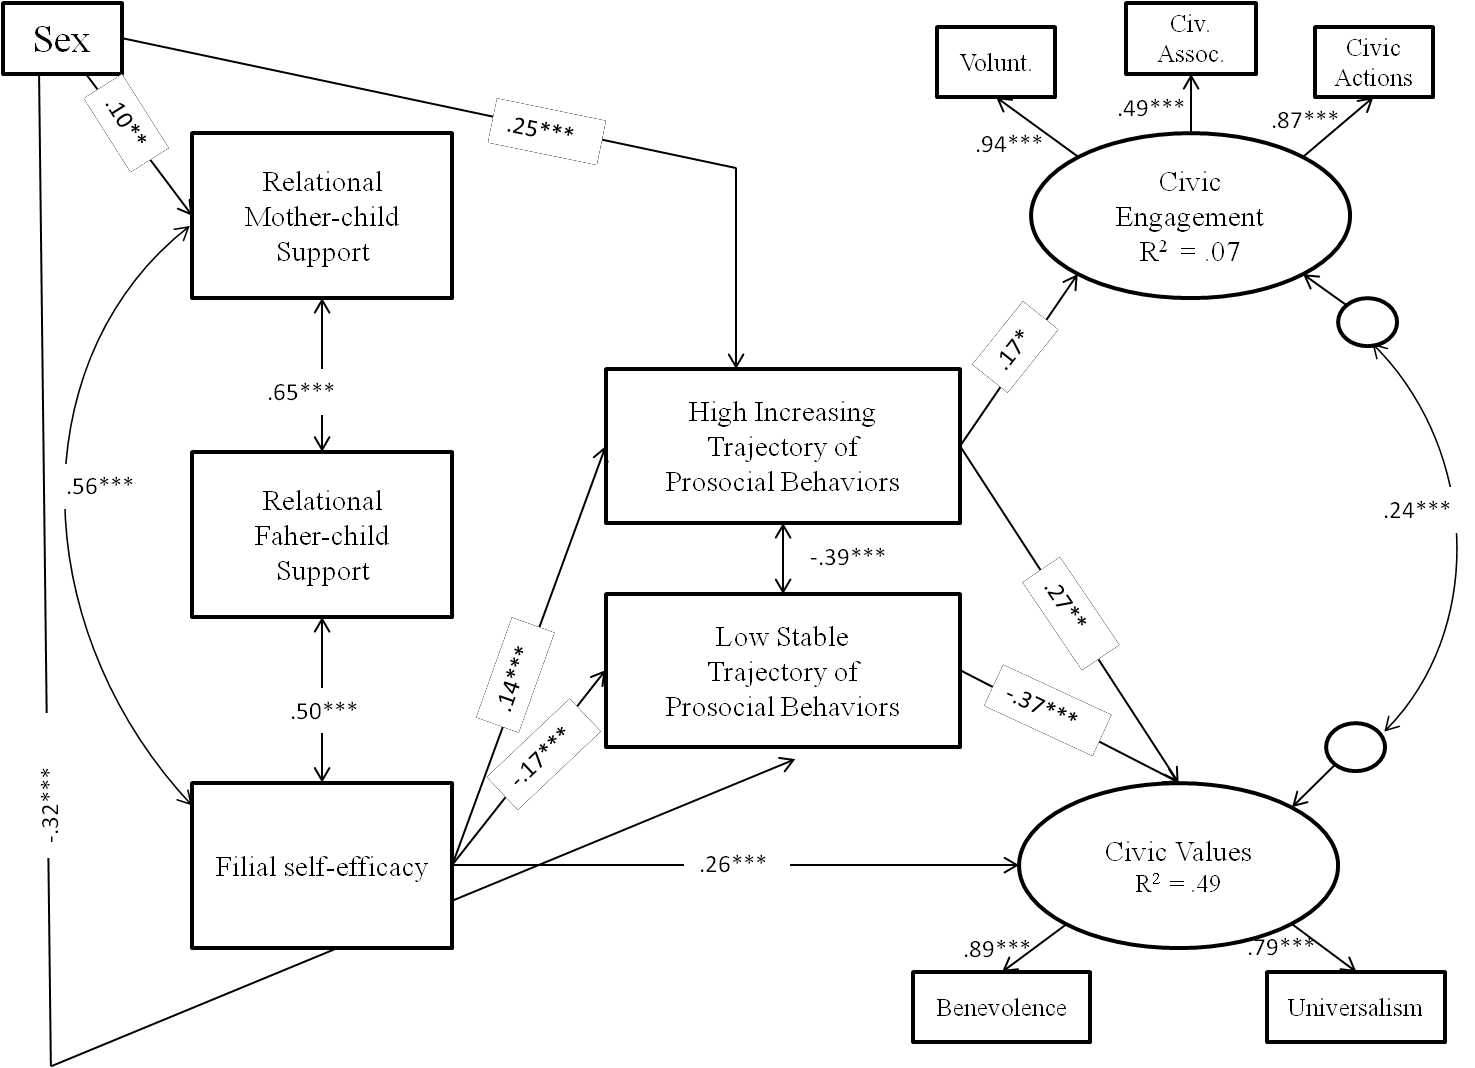 Sex
.10**
.25***
Relational
Mother-child
Support
.65***
.56***
Relational
Faher-child
Support
.50***
-.32***
Filial self-efficacy
.14***
-.17***
.26***
High Increasing
Trajectory of
Prosocial Behaviors
-.39***
Low Stable
Trajectory of
Prosocial Behaviors
.17*
.27**
-.37***
Volunt.
Civ.
Assoc.
Civic
Actions
.94***
.49***
.87***
Civic
Engagement
R² = .07
.24***
Civic Values
R² = .49
.89***
.79***
Benevolence
Universalism